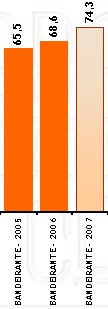 65,5
68,6
74,3
BANDEIRANTE - 2005
BANDEIRANTE - 2006
BANDEIRANTE - 2007